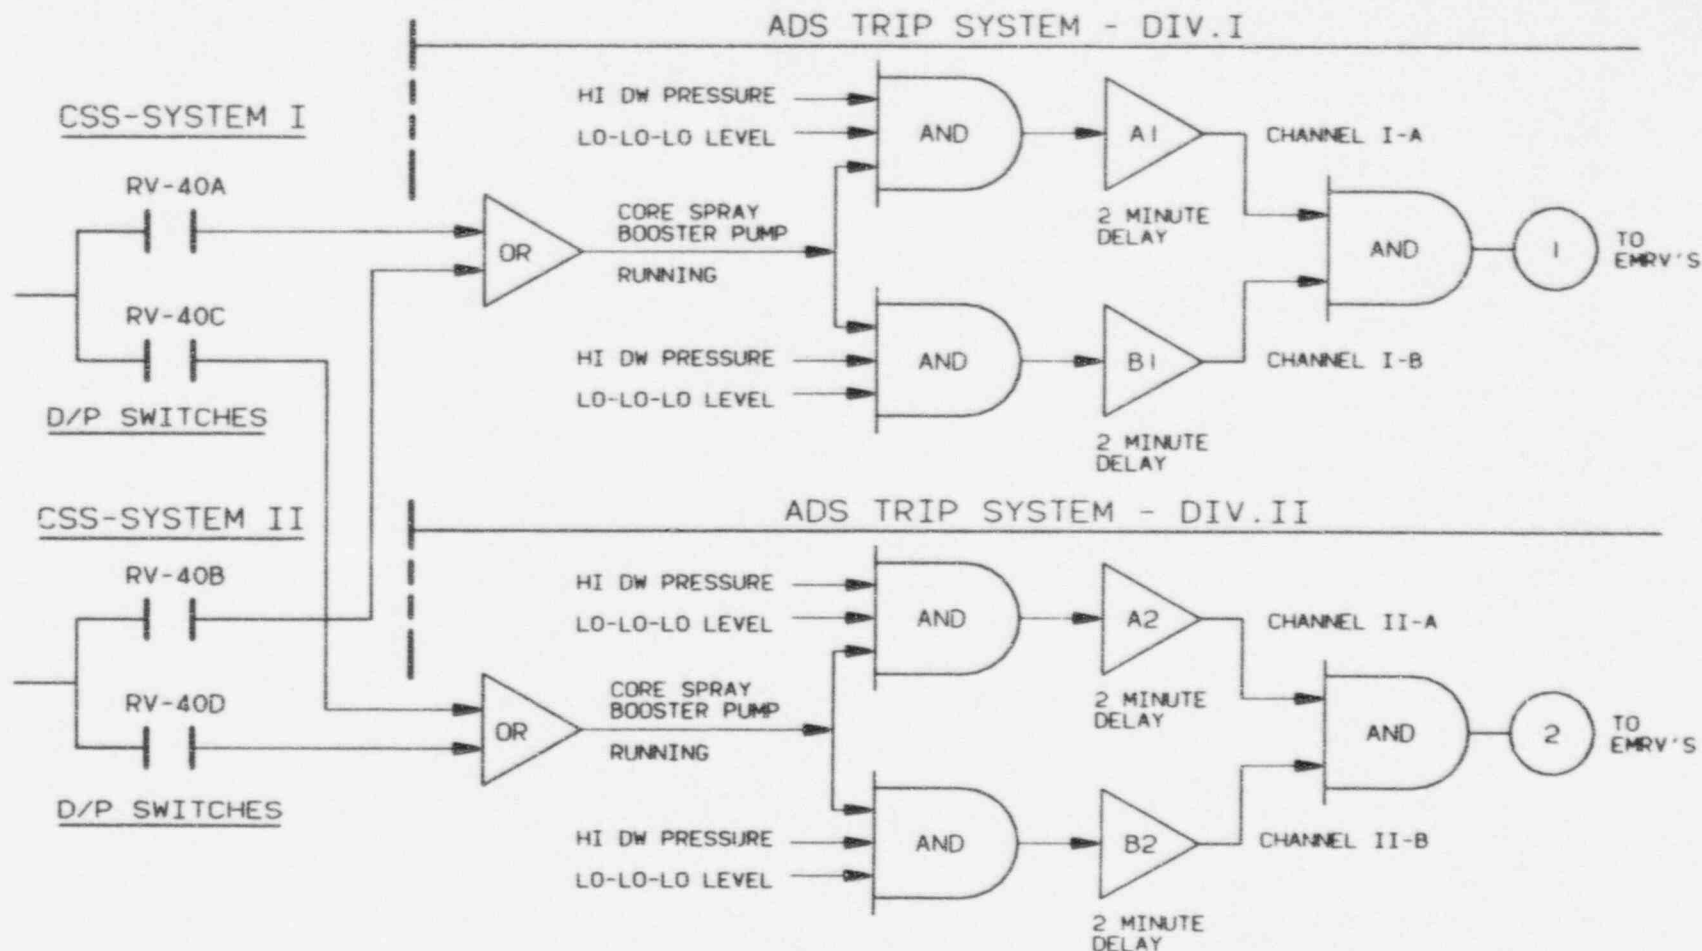 ADS TRIP SYSTEM - DIV.I
CSS-SYSTEM I
RV-40A
RV-40C
D/P SWITCHES
OR
CORE SPRAY
BOOSTER PUMP
RUNNING
HI DW PRESSURE
LO-LO-LO LEVEL
AND
A1
2 MINUTE
DELAY
CHANNEL I-A
HI DW PRESSURE
LO-LO-LO LEVEL
AND
B1
2 MINUTE
DELAY
CHANNEL I-B
AND
1
TO
EMRV'S
ADS TRIP SYSTEM - DIV.II
CSS-SYSTEM II
RV-40B
RV-40D
D/P SWITCHES
OR
CORE SPRAY
BOOSTER PUMP
RUNNING
HI DW PRESSURE
LO-LO-LO LEVEL
AND
A2
2 MINUTE
DELAY
CHANNEL II-A
HI DW PRESSURE
LO-LO-LO LEVEL
AND
B2
2 MINUTE
DELAY
CHANNEL II-B
AND
2
TO
EMRV'S